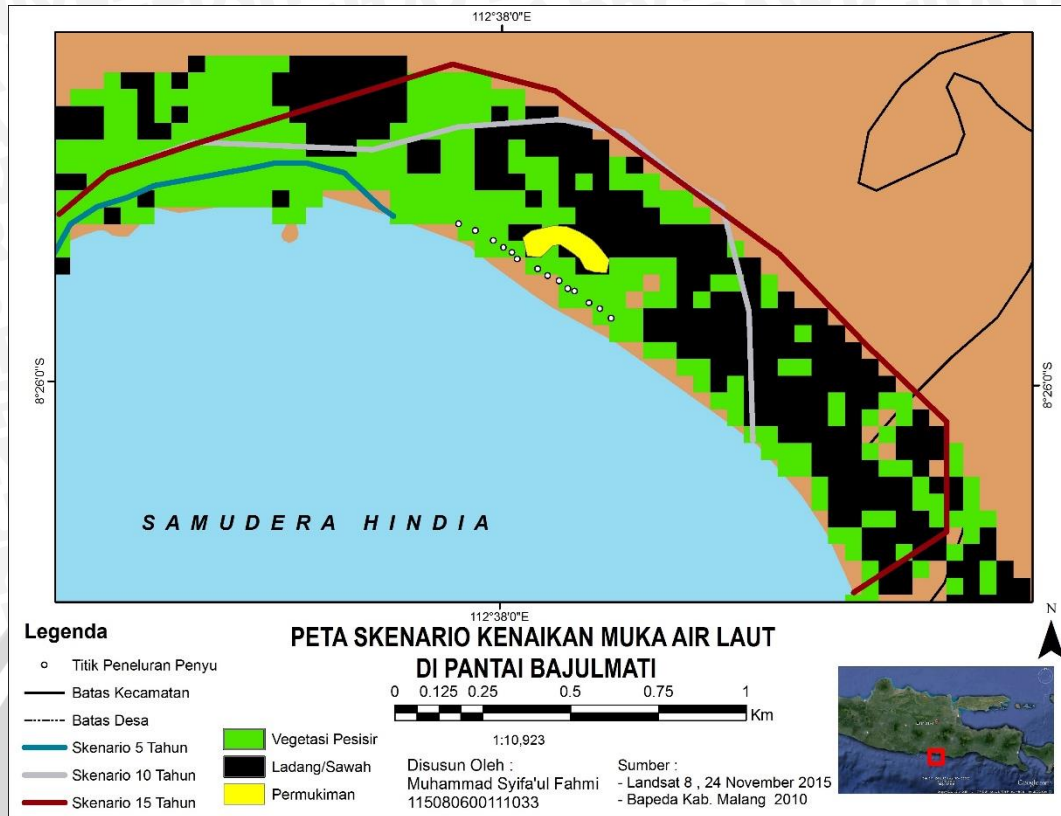 112°38'0"E
8°26'0"S
8°26'0"S
SAMUDERA HINDIA
112°38'0"E
Legenda
Titik Peneluran Penyu
Batas Kecamatan
Batas Desa
Skenario 5 Tahun
Skenario 10 Tahun
Skenario 15 Tahun
Vegetasi Pesisir
Ladang/Sawah
Permukiman
PETA SKENARIO KENAIKAN MUKA AIR LAUT
DI PANTAI BAJULMATI
0 0.125 0.25 0.5 0.75 1
Km
1:10,923
Disusun Oleh :
Muhammad Syifa'ul Fahmi
115080600111033
Sumber :
- Landsat 8 , 24 November 2015
- Bapeda Kab. Malang 2010
N
Google